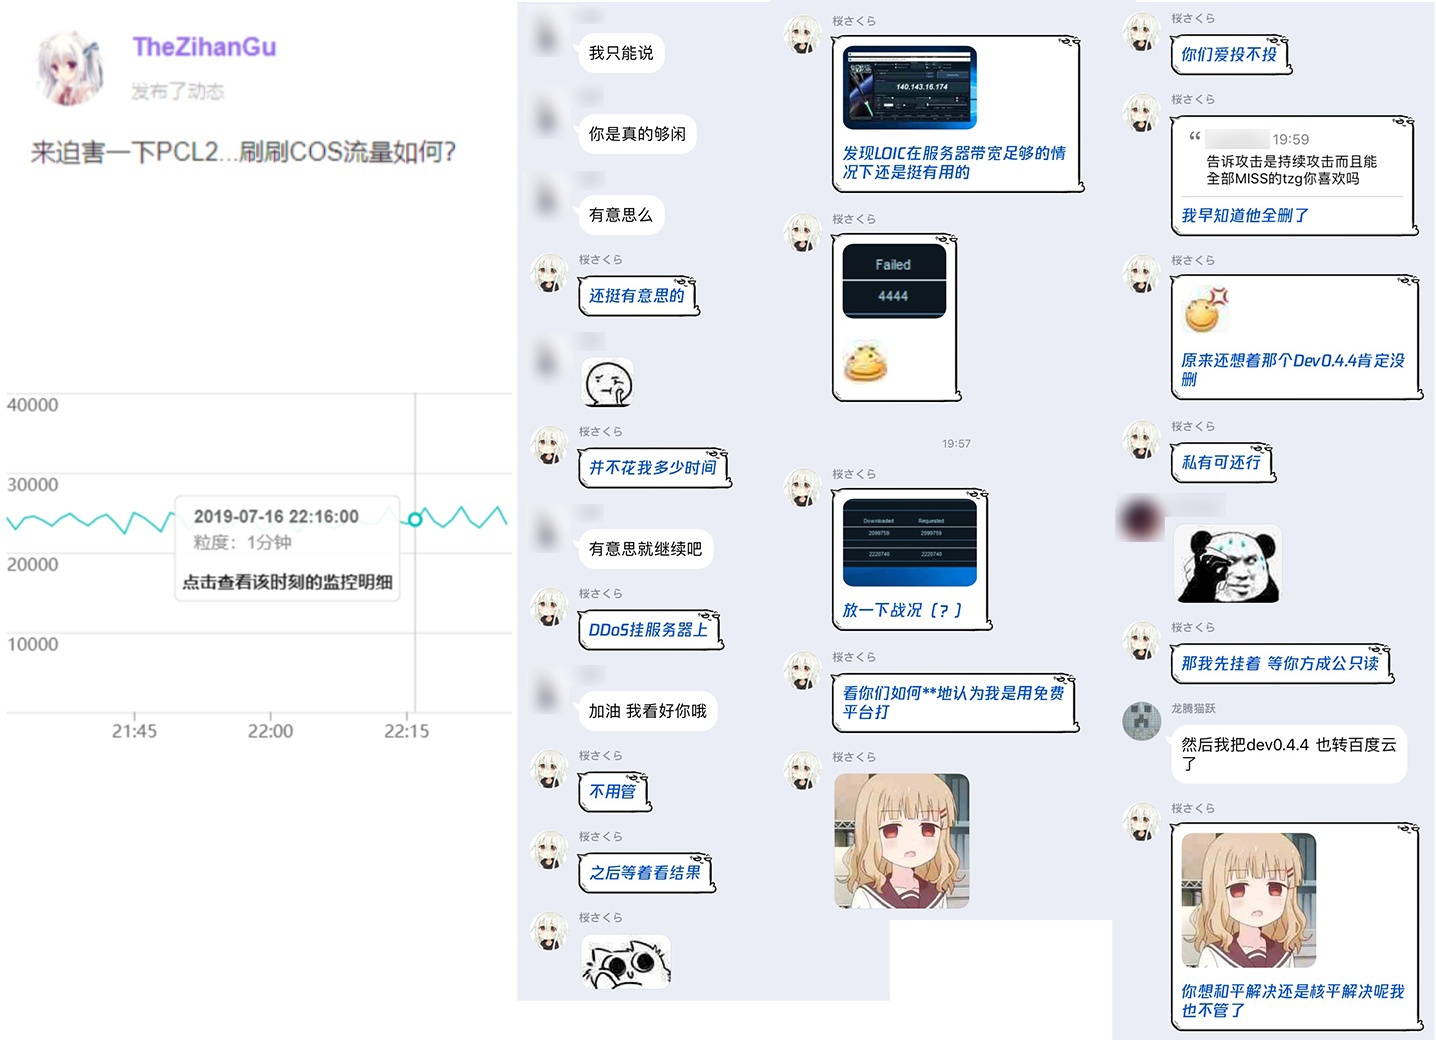 TheZihanGu
发布了动态
来迫害一下PCL2...刷刷COS流量如何?
40000
30000
20000
10000
2019-07-16 22:16:00
粒度：1分钟
点击查看该时刻的监控明细
21:45
22:00
22:15
我只能说
你是真的够闲
有意思么
桜さくら
还挺有意思的
桜さくら
并不花我多少时间
有意思就继续吧
桜さくら
DDoS挂服务器上
加油 我看好你哦
桜さくら
不用管
桜さくら
之后等着看结果
桜さくら
桜さくら
140.143.16.174
发现LOIC在服务器带宽足够的情
况下还是挺有用的
桜さくら
Failed
4444
19:57
桜さくら
Downloaded Requested
2099759 2099759
2220740 2220740
放一下战况（？）
桜さくら
看你们如何**地认为我是用免费
平台打
桜さくら
桜さくら
你们爱投不投
桜さくら
“ 19:59
告诉攻击是持续攻击而且能
全部MISS的tzg你喜欢吗
我早知道他全删了
桜さくら
原来还想着那个Dev0.4.4肯定没
删
桜さくら
私有可还行
桜さくら
那我先挂着 等你方成公只读
龙腾猫跃
然后我把dev0.4.4 也转百度云
了
桜さくら
你想和平解决还是核平解决呢我
也不管了